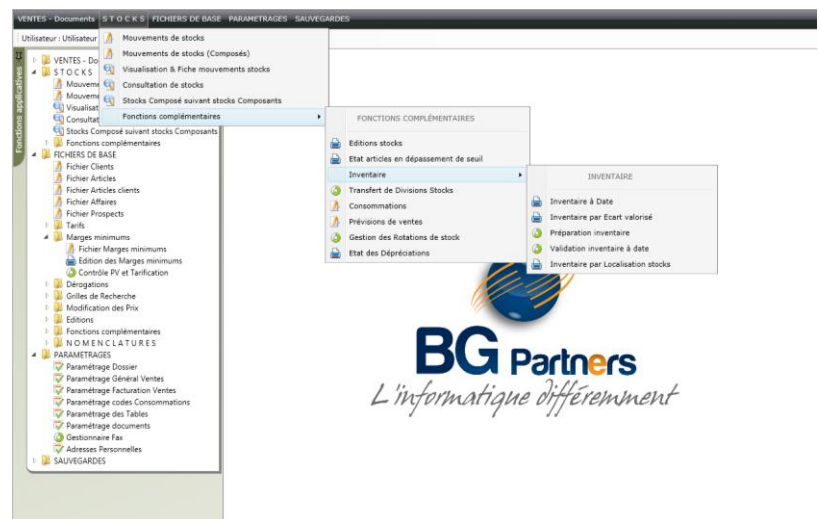 VENTES - Documents S T O C K S FICHIERS DE BASE PARAMETRAGES SAUVEGARDES
Utilisateur : Utilisateur
Mouvements de stocks
Mouvements de stocks (Composés)
Visualisation & Fiche mouvements stocks
Consultation de stocks
Stocks Composé suivant stocks Composants
Fonctions complémentaires
FONCTIONS COMPLÉMENTAIRES
Editions stocks
Etat articles en dépassement de seuil
Inventaire
Transfert de Divisions Stocks
Consommations
Prévisions de ventes
Gestion des Rotations de stock
Etat des Dépréciations
INVENTAIRE
Inventaire à Date
Inventaire par Ecart valorisé
Préparation inventaire
Validation inventaire à date
Inventaire par Localisation stocks
Fonctions applicatives
VENTES - Do
S T O C K S
Mouveme
Mouveme
Visualisat
Consultat
Stocks Composé suivant stocks Composants
Fonctions complémentaires
FICHIERS DE BASE
Fichier Clients
Fichier Articles
Fichier Articles clients
Fichier Affaires
Fichier Prospects
Tarifs
Marges minimums
Fichier Marges minimums
Edition des Marges minimums
Contrôle PV et Tarification
Dérogations
Grilles de Recherche
Modification des Prix
Editions
Fonctions complémentaires
N O M E N C L A T U R E S
PARAMETRAGES
Paramétrage Dossier
Paramétrage Général Ventes
Paramétrage Facturation Ventes
Paramétrage codes Consommations
Paramétrage des Tables
Paramétrage documents
Gestionnaire Fax
Adresses Personnelles
SAUVEGARDES
BG Partners
L'informatique différemment